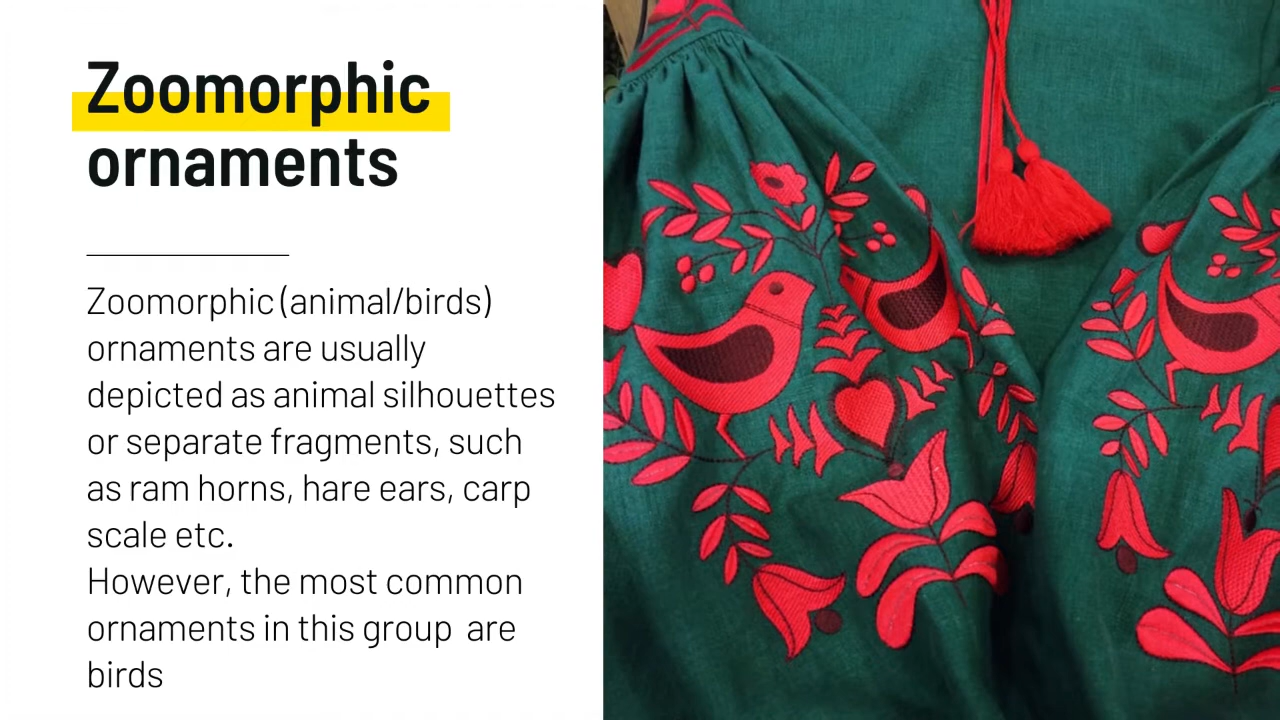 Zoomorphic
ornaments
Zoomorphic (animal/birds)
ornaments are usually
depicted as animal silhouettes
or separate fragments, such
as ram horns, hare ears, carp
scale etc.
However, the most common
ornaments in this group  are
birds